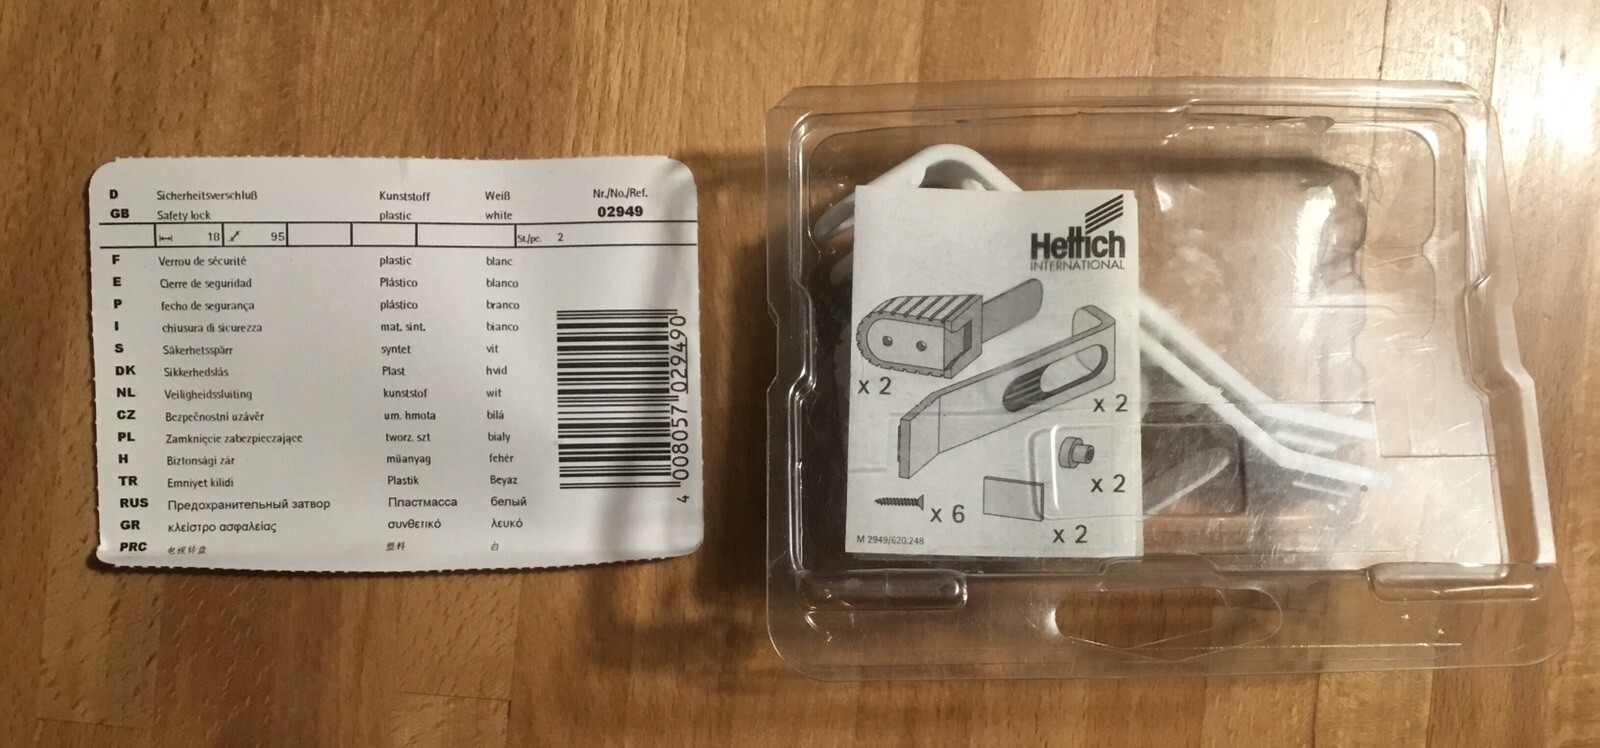 D Sicherheitsverschluß Kunststoff Weiß Nr./No./Ref.
GB Safety lock plastic white 02949
18 95 St./pc. 2
F Verrou de sécurité plastic blanc
E Cierre de seguridad Plástico blanco
P fecho de segurança plástico branco
I chiusura di sicurezza mat. sint. bianco
S Säkerhetsspärr syntet vit
DK Sikkerhedslås Plast hvid
NL Veiligheidssluiting kunststof wit
CZ Bezpečnostni uzávěr um. hmota bílá
PL Zamknięcie zabezpieczające tworz. szt bialy
H Biztonsági zár müanyag fehér
TR Emniyet kilidi Plastik Beyaz
RUS Предохранительный затвор Пластмасса белый
GR κλείστρο ασφαλείας συνθετικό λευκό
PRC 塑料 白
4 008057 029490
Hettich
INTERNATIONAL
x 2
x 2
x 2
x 6
x 2
M 2949/620.248